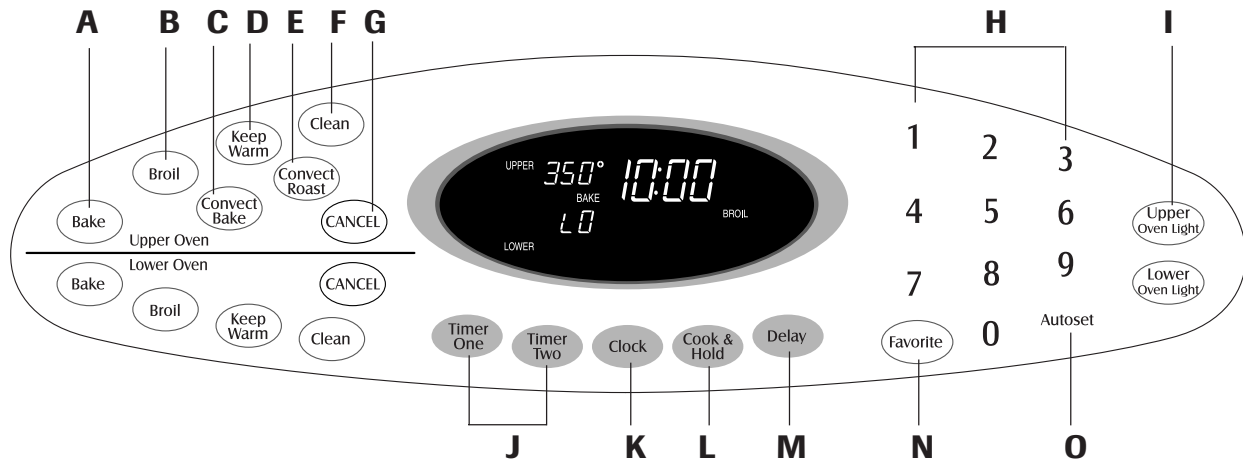 A B C D E F G H I
Clean
Keep
Warm
Broil
Convect
Roast
Convect
Bake
Bake
CANCEL
Upper Oven
Lower Oven
Bake
CANCEL
Broil
Keep
Warm
Clean
UPPER 350° 10:00
BAKE
BROIL
LO
LOWER
Timer
One
Timer
Two
Clock
Cook &
Hold
Delay
1 2 3
4 5 6
7 8 9
Favorite
0
Autoset
Upper
Oven Light
Lower
Oven Light
J K L M N O